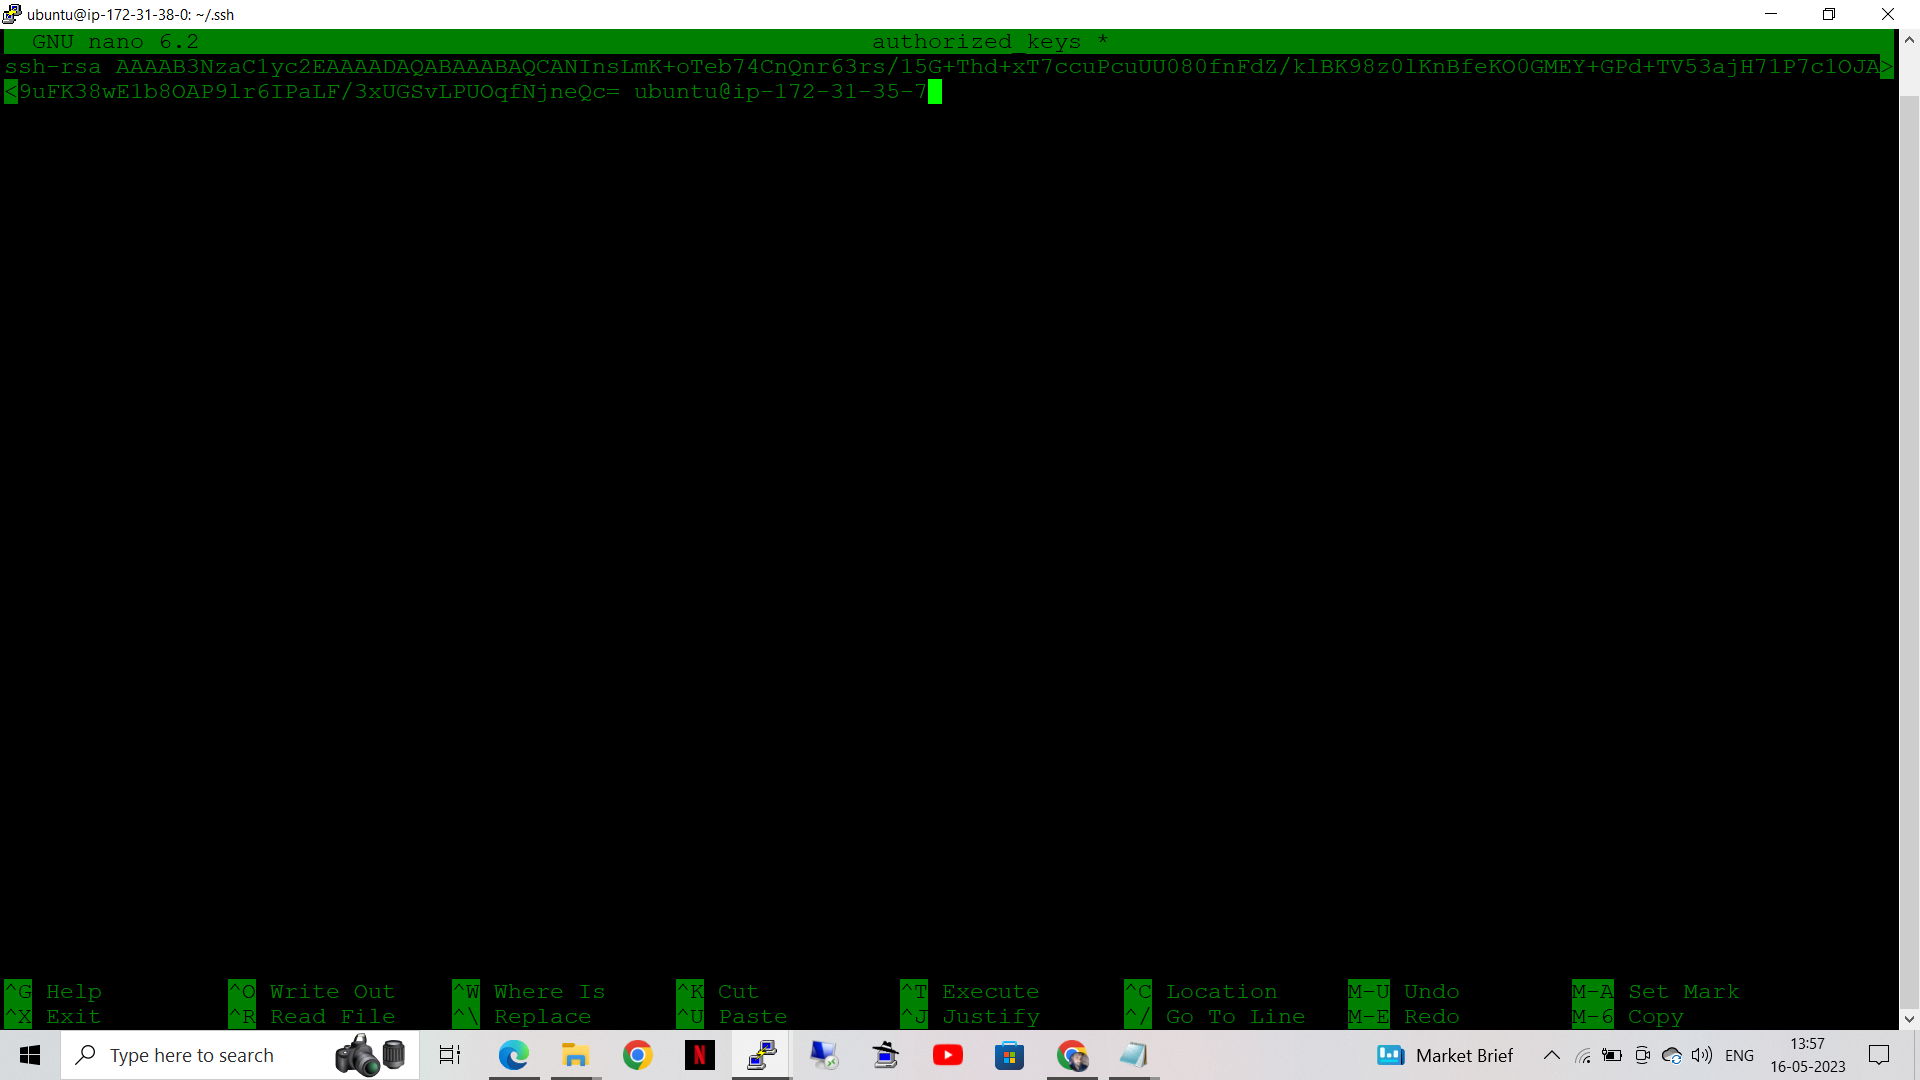 ubuntu@ip-172-31-38-0: ~/.ssh
GNU nano 6.2 authorized_keys *
ssh-rsa AAAAB3NzaC1yc2EAAAADAQABAAABAQCANInsLmK+oTeb74CnQnr63rs/15G+Thd+xT7ccuPcuUU080fnFdZ/klBK98z0lKnBfeKO0GMEY+GPd+TV53ajH71P7c1OJA>
<9uFK38wE1b8OAP9lr6IPaLF/3xUGSvLPUOqfNjneQc= ubuntu@ip-172-31-35-7
^G Help ^O Write Out ^W Where Is ^K Cut ^T Execute ^C Location M-U Undo M-A Set Mark
^X Exit ^R Read File ^\ Replace ^U Paste ^J Justify ^/ Go To Line M-E Redo M-6 Copy
Type here to search N Market Brief ENG 13:57
16-05-2023